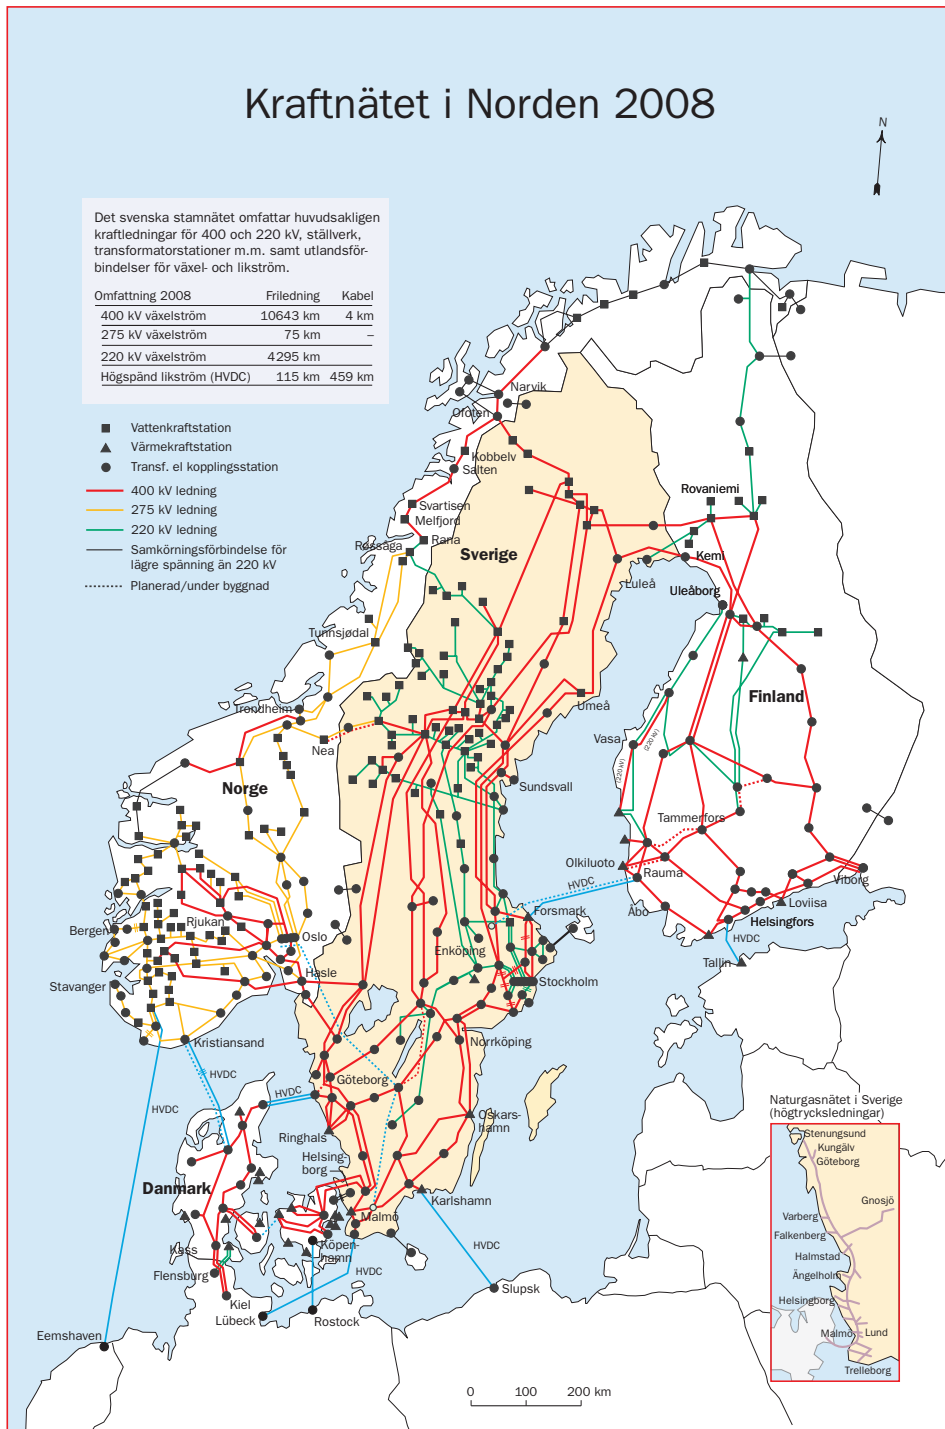 Kraftnätet i Norden 2008
N
Det svenska stamnätet omfattar huvudsakligen
kraftledningar för 400 och 220 kV, ställverk,
transformatorstationer m.m. samt utlandsför-
bindelser för växel- och likström.
Omfattning 2008 Friledning Kabel
400 kV växelström 10643 km 4 km
275 kV växelström 75 km –
220 kV växelström 4295 km
Högspänd likström (HVDC) 115 km 459 km
Vattenkraftstation
Värmekraftstation
Transf. el kopplingsstation
400 kV ledning
275 kV ledning
220 kV ledning
Samkörningsförbindelse för
lägre spänning än 220 kV
Planerad/under byggnad
Narvik
Ofoten
Kobbelv
Salten
Svartisen
Melfjord
Rana
Røssåga
Sverige
Rovaniemi
Kemi
Luleå
Uleåborg
Tunnsjødal
Trondheim
Nea
Umeå
Finland
Vasa
(220 kV)
(220 kV)
Norge
Sundsvall
Tammerfors
Olkiluoto
Rauma
Viborg
HVDC
Loviisa
Åbo
Helsingfors
HVDC
Tallin
Forsmark
Rjukan
Bergen
Oslo
Enköping
Hasle
Stockholm
Stavanger
Kristiansand
Norrköping
HVDC
Göteborg
HVDC
HVDC
Oskars-
hamn
Ringhals
Helsing-
borg
Danmark
Karlshamn
Malmö
Köpen-
hamn
HVDC
HVDC
Kassø
Flensburg
Kiel
Lübeck
Rostock
Slupsk
Eemshaven
0 100 200 km
Naturgasnätet i Sverige
(högtrycksledningar)
Stenungsund
Kungälv
Göteborg
Gnosjö
Varberg
Falkenberg
Halmstad
Ängelholm
Helsingborg
Malmö
Lund
Trelleborg